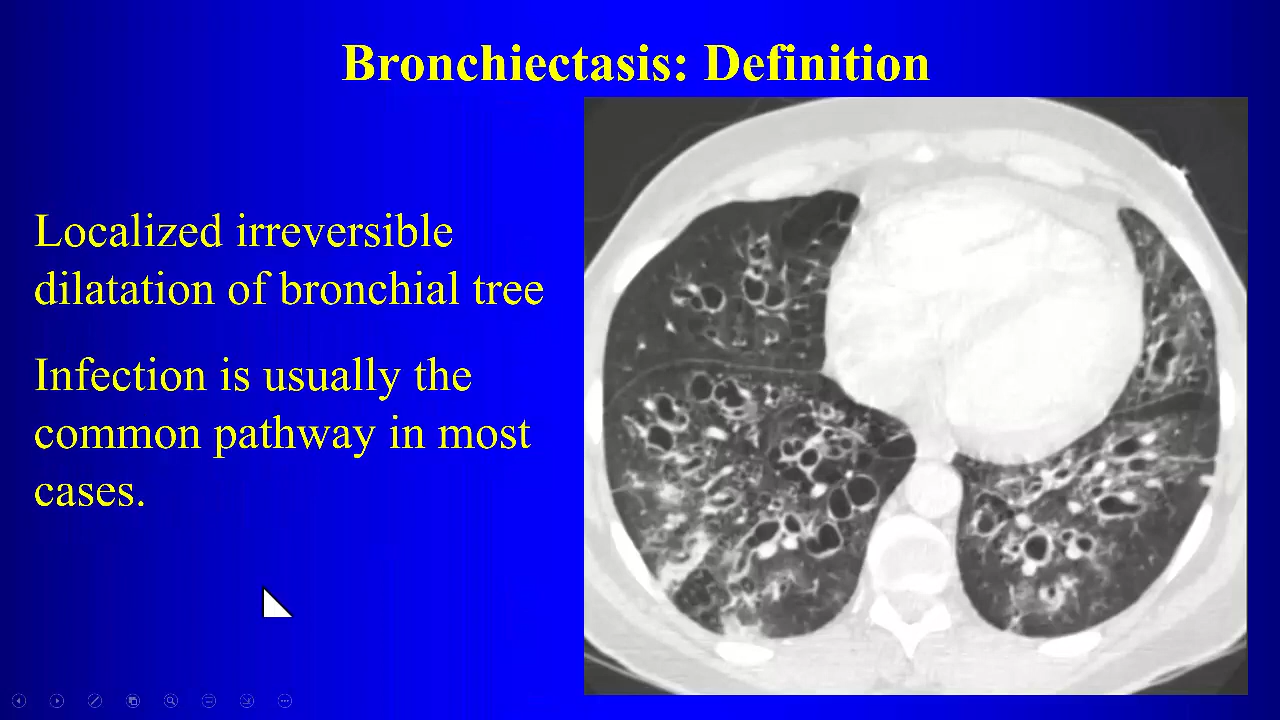 Bronchiectasis: Definition
Localized irreversible
dilatation of bronchial tree
Infection is usually the
common pathway in most
cases.